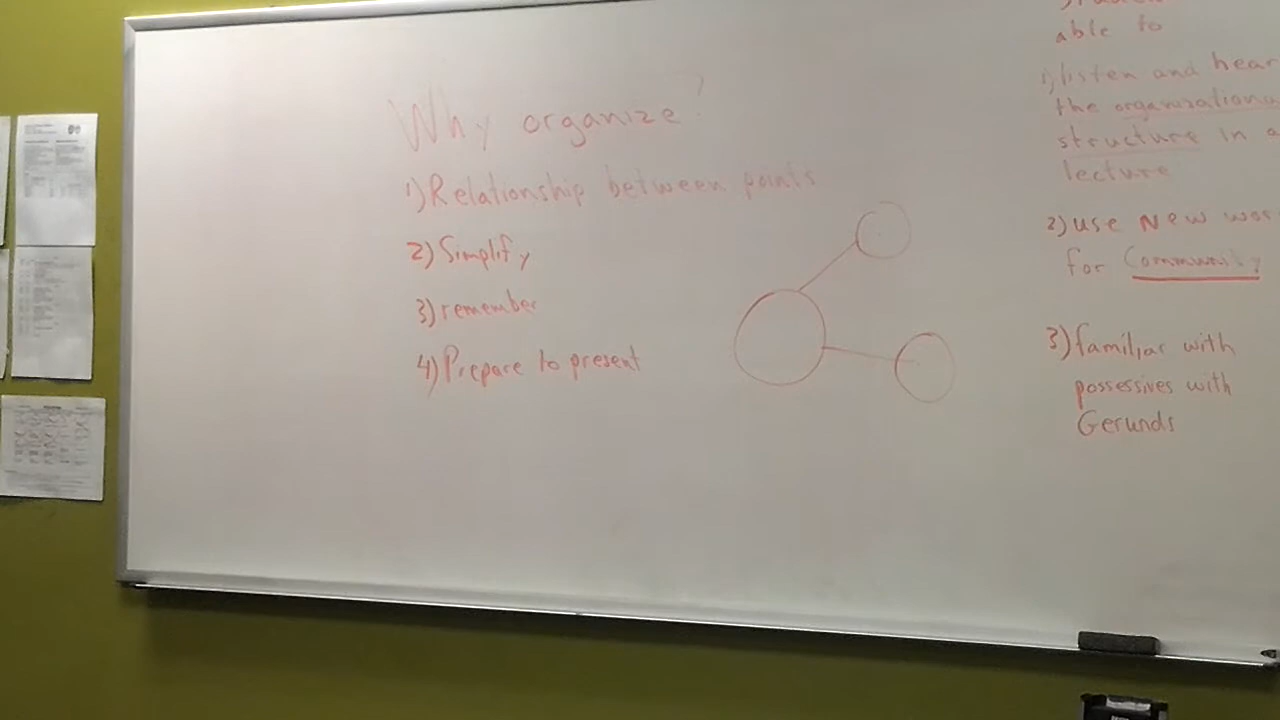 Why organize?
1) Relationship between points
2) Simplify
3) remember
4) Prepare to present
able to
1) listen and hear
the organizationa
structure in a
lecture
2) use New wor
for Community
3) familiar with
possessives with
Gerunds